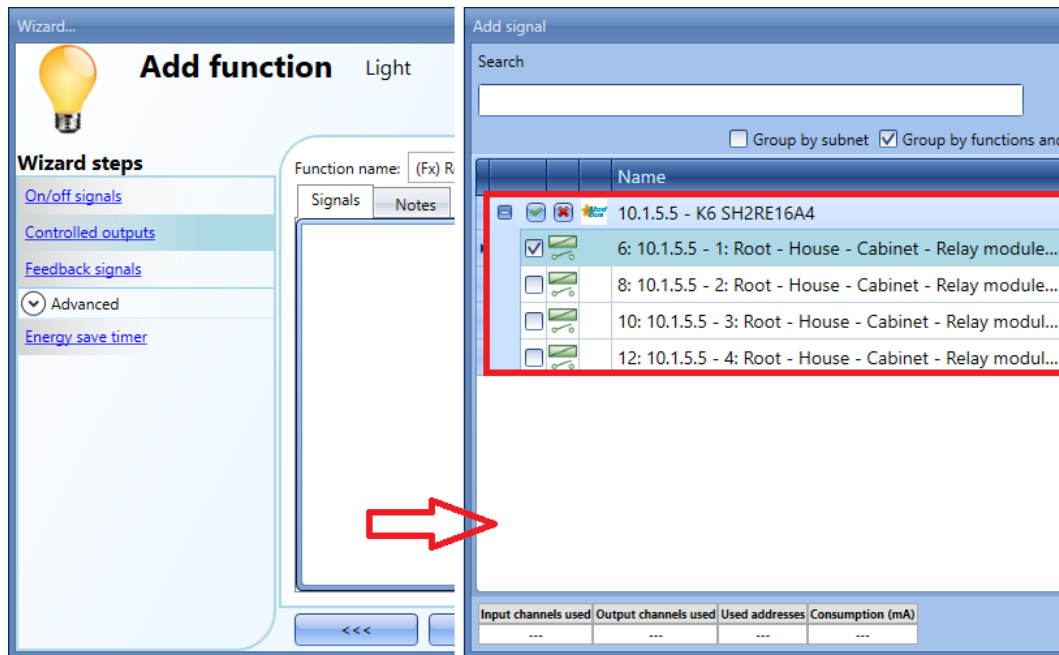 Wizard...
Add function Light
Wizard steps
On/off signals
Controlled outputs
Feedback signals
Advanced
Energy save timer
Function name: (Fx) R
Signals Notes
<<<
Add signal
Search
Group by subnet Group by functions and
Name
10.1.5.5 - K6 SH2RE16A4
6: 10.1.5.5 - 1: Root - House - Cabinet - Relay module...
8: 10.1.5.5 - 2: Root - House - Cabinet - Relay module...
10: 10.1.5.5 - 3: Root - House - Cabinet - Relay modul...
12: 10.1.5.5 - 4: Root - House - Cabinet - Relay modul...
Input channels used Output channels used Used addresses Consumption (mA)
--- --- --- ---